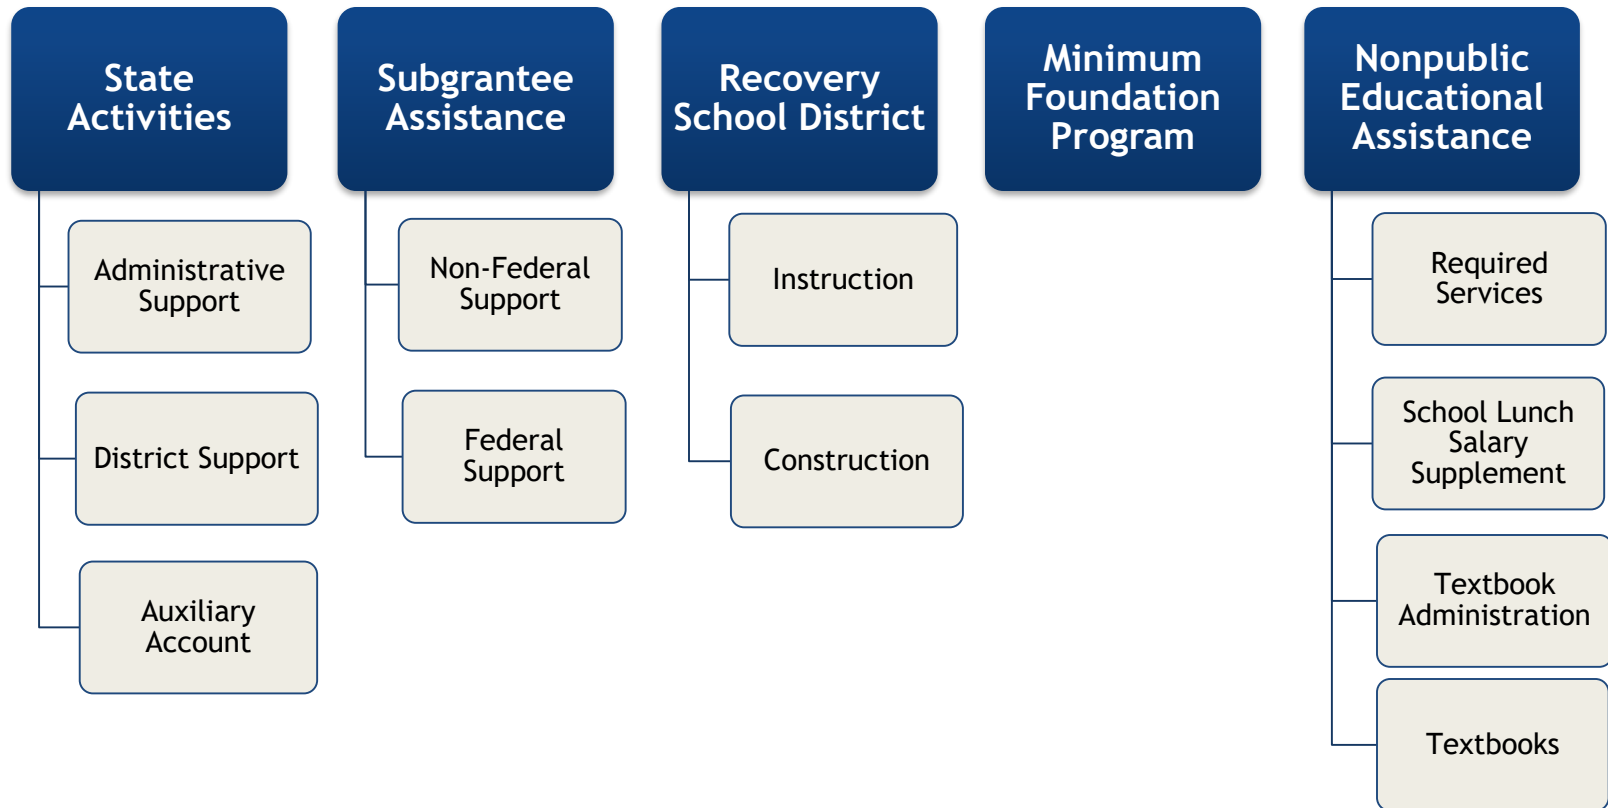 State
Activities
Administrative
Support
District Support
Auxiliary
Account
Subgrantee
Assistance
Non-Federal
Support
Federal
Support
Recovery
School District
Instruction
Construction
Minimum
Foundation
Program
Nonpublic
Educational
Assistance
Required
Services
School Lunch
Salary
Supplement
Textbook
Administration
Textbooks